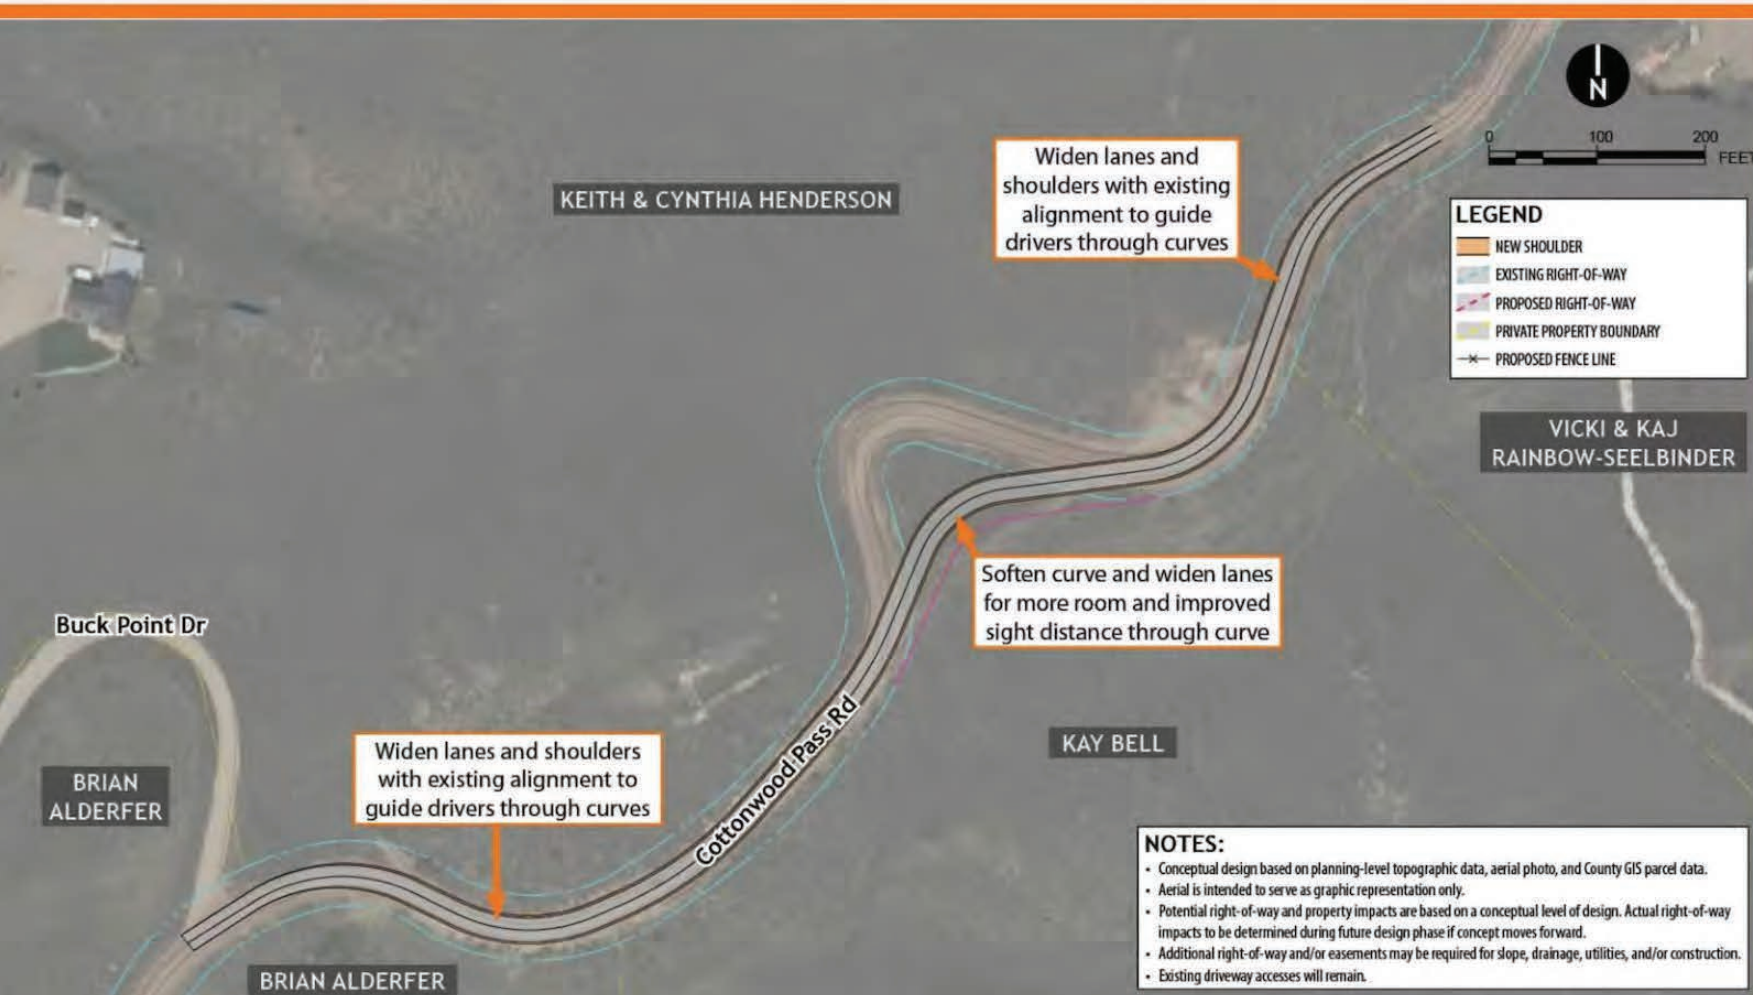 N
0 100 200
FEET
Widen lanes and
shoulders with existing
alignment to guide
drivers through curves
KEITH & CYNTHIA HENDERSON
LEGEND
NEW SHOULDER
EXISTING RIGHT-OF-WAY
PROPOSED RIGHT-OF-WAY
PRIVATE PROPERTY BOUNDARY
PROPOSED FENCE LINE
VICKI & KAJ
RAINBOW-SEELBINDER
Soften curve and widen lanes
for more room and improved
sight distance through curve
Buck Point Dr
Cottonwood Pass Rd
KAY BELL
Widen lanes and shoulders
with existing alignment to
guide drivers through curves
BRIAN
ALDERFER
BRIAN ALDERFER
NOTES:
• Conceptual design based on planning-level topographic data, aerial photo, and County GIS parcel data.
• Aerial is intended to serve as graphic representation only.
• Potential right-of-way and property impacts are based on a conceptual level of design. Actual right-of-way
impacts to be determined during future design phase if concept moves forward.
• Additional right-of-way and/or easements may be required for slope, drainage, utilities, and/or construction.
• Existing driveway accesses will remain.